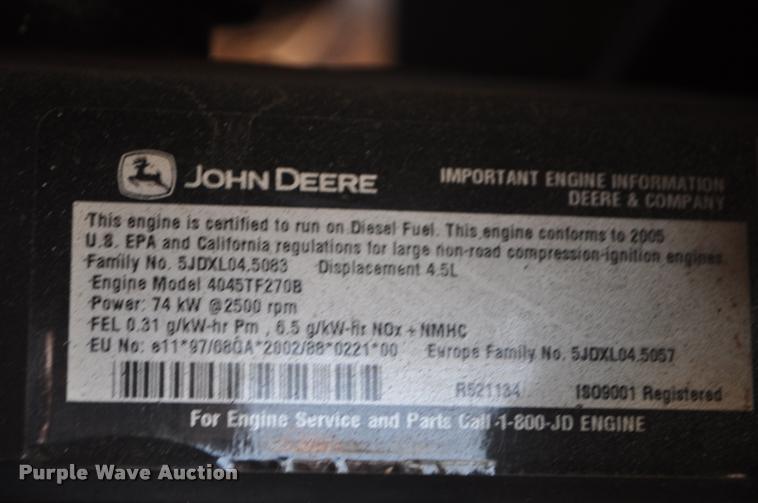 JOHN DEERE
IMPORTANT ENGINE INFORMATION
DEERE & COMPANY
This engine is certified to run on Diesel Fuel. This engine conforms to 2005
U.S. EPA and California regulations for large non-road compression-ignition engines
Family No. 5JDXL04.5083 Displacement 4.5L
Engine Model 4045TF270B
Power: 74 kW @2500 rpm
FEL 0.31 g/kW-hr Pm , 6.5 g/kW-hr NOx + NMHC
EU No: e11*97/68GA*2002/88*0221*00 Europe Family No. 5JDXL04.5057
R521134 ISO9001 Registered
For Engine Service and Parts Call -1-800-JD ENGINE
Purple Wave Auction